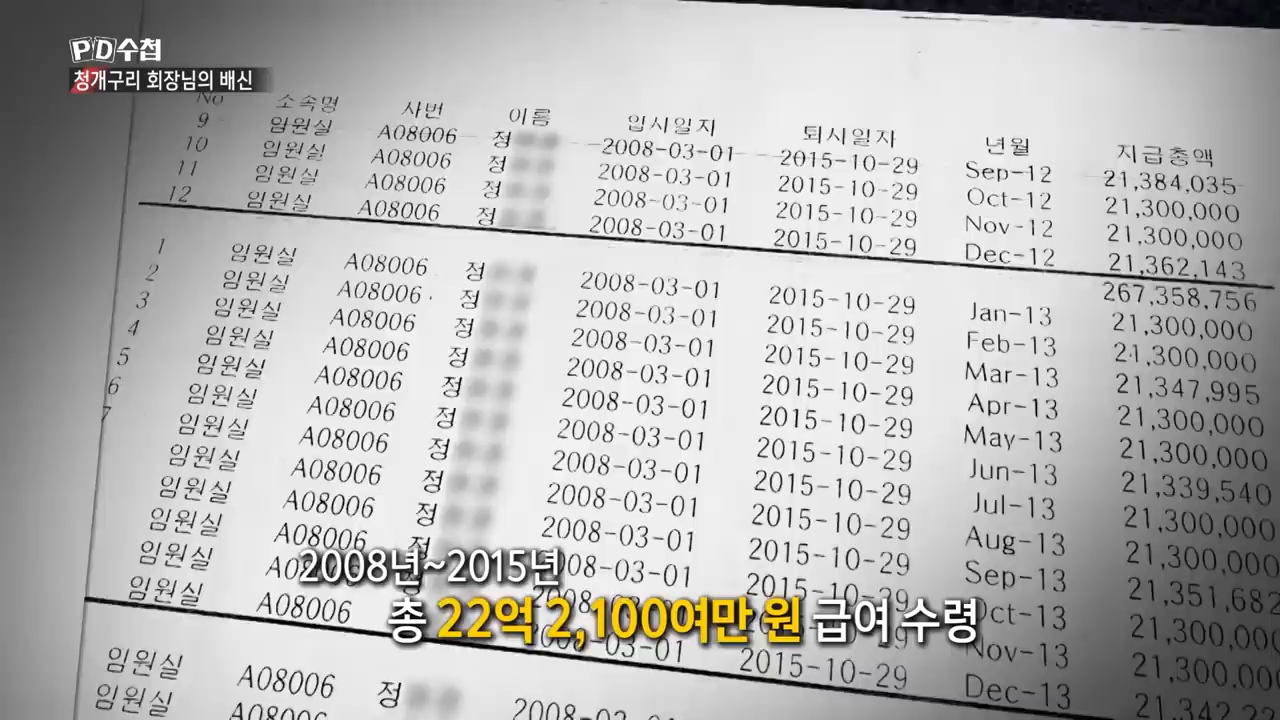 PD수첩
청개구리 회장님의 배신
No 소속명 사번 이름 입사일자 퇴사일자 년월 지급총액
9 임원실 A08006 정 2008-03-01 2015-10-29 Sep-12 21,384,035
10 임원실 A08006 정 2008-03-01 2015-10-29 Oct-12 21,300,000
11 임원실 A08006 정 2008-03-01 2015-10-29 Nov-12 21,300,000
12 임원실 A08006 정 2008-03-01 2015-10-29 Dec-12 21,362,143
267,358,756
1 임원실 A08006 정 2008-03-01 2015-10-29 Jan-13 21,300,000
2 임원실 A08006 정 2008-03-01 2015-10-29 Feb-13 21,300,000
3 임원실 A08006 정 2008-03-01 2015-10-29 Mar-13 21,347,995
4 임원실 A08006 정 2008-03-01 2015-10-29 Apr-13 21,300,000
5 임원실 A08006 정 2008-03-01 2015-10-29 May-13 21,300,000
6 임원실 A08006 정 2008-03-01 2015-10-29 Jun-13 21,339,540
7 임원실 A08006 정 2008-03-01 2015-10-29 Jul-13 21,300,000
임원실 A08006 정 2008-03-01 2015-10-29 Aug-13 21,300,000
임원실 A08006 정 2008-03-01 2015-10-29 Sep-13 21,351,682
임원실 A08006 정 2008-03-01 2015-10-29 Oct-13 21,300,000
임원실 A08006 2015-10-29 Nov-13 21,300,000
임원실 A08006 2008-03-01 2015-10-29 Dec-13 21,342,22
임원실 A08006 정 2008-03-01
임원실 A08006
2008년~2015년
총 22억 2,100여만 원 급여 수령